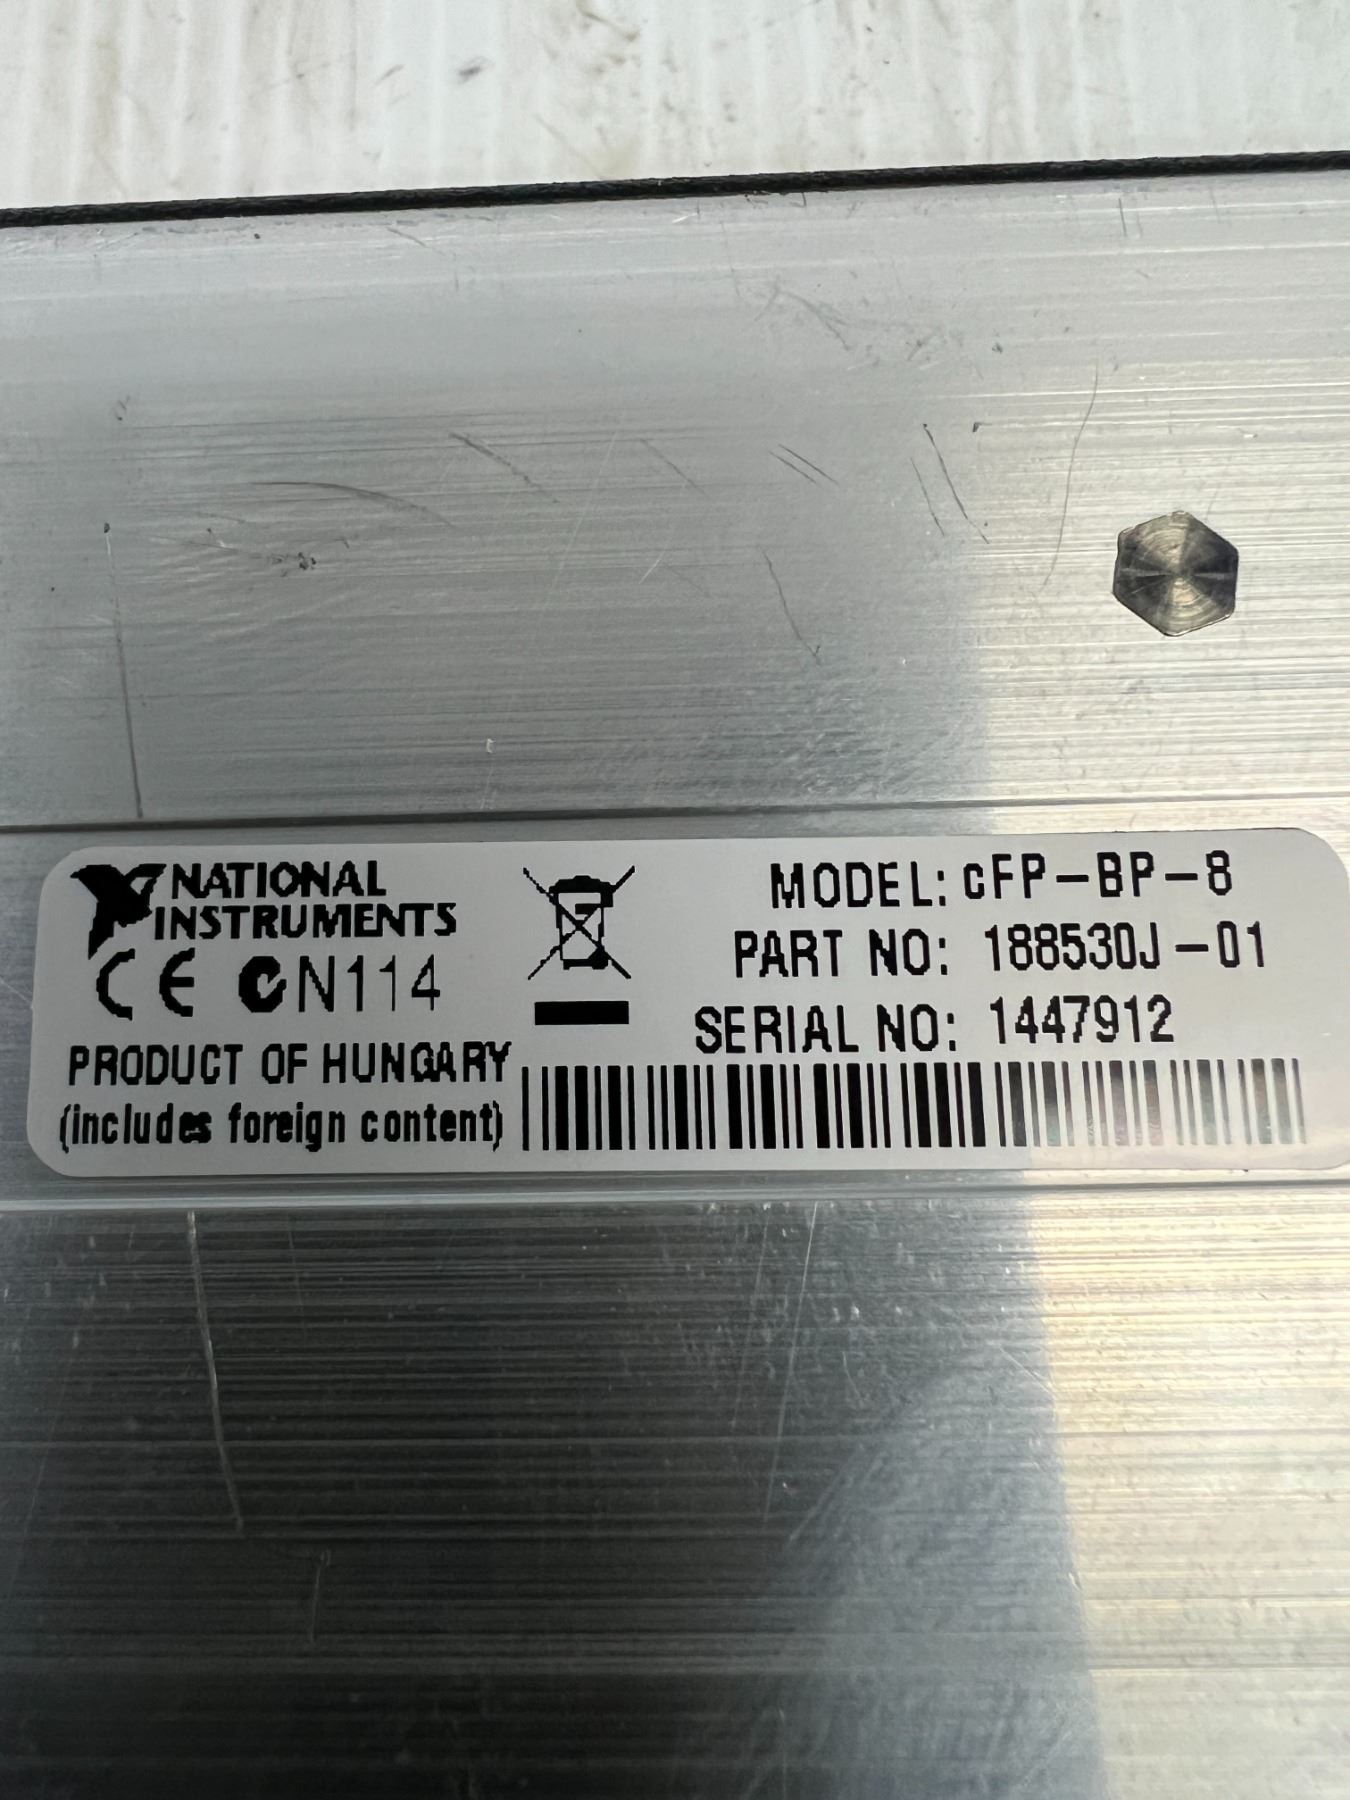 NATIONAL
INSTRUMENTS
CE N114
PRODUCT OF HUNGARY
(includes foreign content)
MODEL: cFP-BP-8
PART NO: 188530J-01
SERIAL NO: 1447912